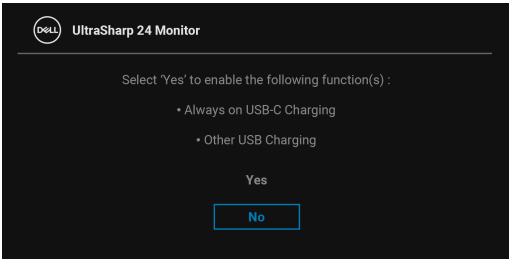 DELL
UltraSharp 24 Monitor
Select ‘Yes’ to enable the following function(s) :
• Always on USB-C Charging
• Other USB Charging
Yes
No